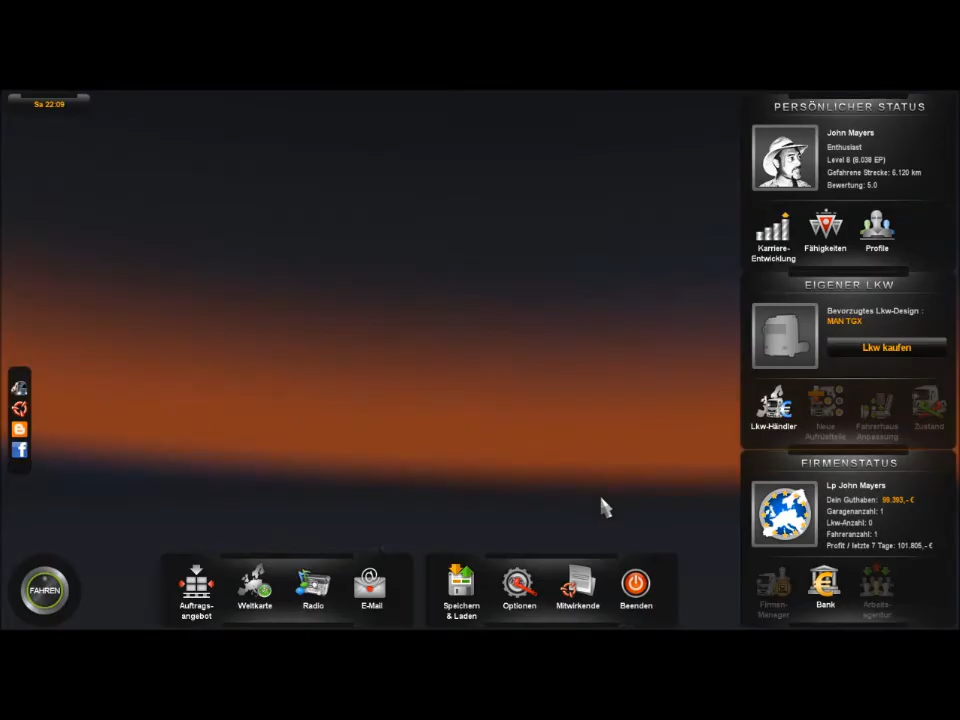 Sa 22:09
PERSÖNLICHER STATUS
John Mayers
Enthusiast
Level 8 (8.038 EP)
Gefahrene Strecke: 6.120 km
Bewertung: 5.0
Karriere-
Entwicklung
Fähigkeiten
Profile
EIGENER LKW
Bevorzugtes Lkw-Design :
MAN TGX
Lkw kaufen
Lkw-Händler
Neue
Aufrüstteile
Fahrerhaus
Anpassung
Zustand
FIRMENSTATUS
Lp John Mayers
Dein Guthaben: 99.393,- €
Garagenanzahl: 1
Lkw-Anzahl: 0
Fahreranzahl: 1
Profit / letzte 7 Tage: 101.805,- €
Firmen-
Manager
Bank
Arbeits-
agentur
FAHREN
Auftrags-
angebot
Weltkarte
Radio
E-Mail
Speichern
& Laden
Optionen
Mitwirkende
Beenden